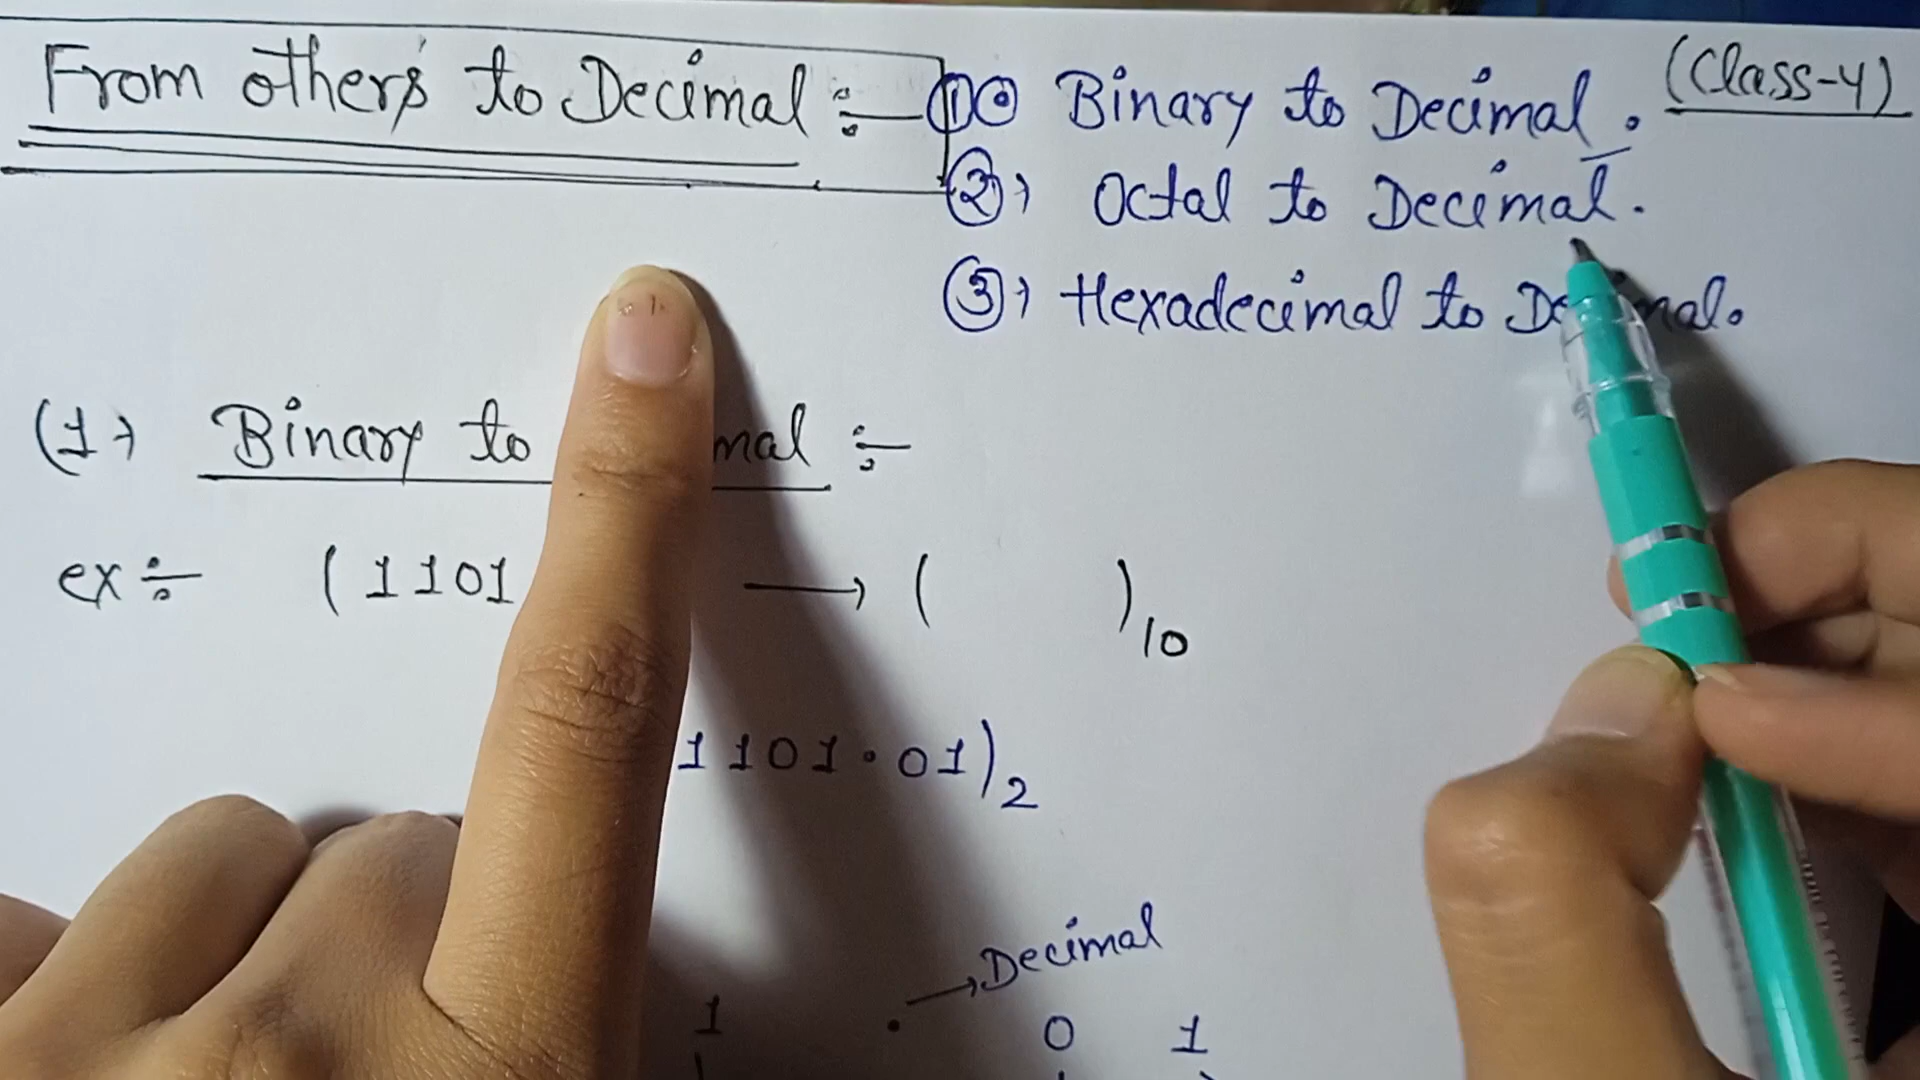 From others to Decimal :-
(Class-4)
① Binary to Decimal.
②) Octal to Decimal.
③) Hexadecimal to
(1) Binary to :-
ex :- (1101 → ( )10
1101.01)2
→ Decimal
1 . 0 1